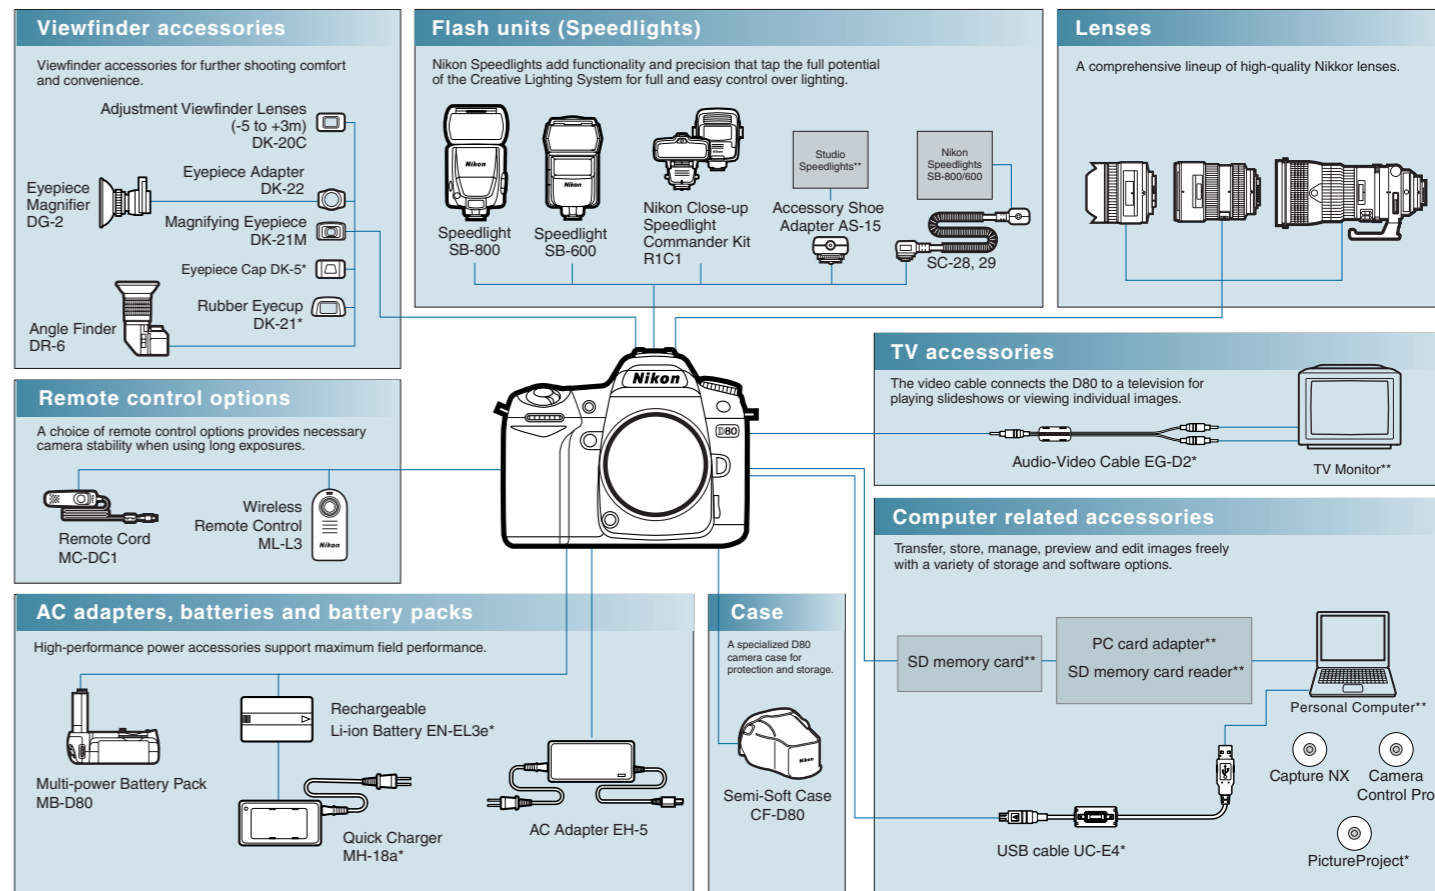 Viewfinder accessories
Viewfinder accessories for further shooting comfort
and convenience.
Adjustment Viewfinder Lenses
(-5 to +3m)
DK-20C
Eyepiece Adapter
DK-22
Eyepiece
Magnifier
DG-2
Magnifying Eyepiece
DK-21M
Eyepiece Cap DK-5*
Rubber Eyecup
DK-21*
Angle Finder
DR-6
Flash units (Speedlights)
Nikon Speedlights add functionality and precision that tap the full potential
of the Creative Lighting System for full and easy control over lighting.
Nikon
Speedlight
SB-800
Nikon
Speedlight
SB-600
Nikon Close-up
Speedlight
Commander Kit
R1C1
Studio
Speedlights**
Accessory Shoe
Adapter AS-15
Nikon
Speedlights
SB-800/600
SC-28, 29
Lenses
A comprehensive lineup of high-quality Nikkor lenses.
Remote control options
A choice of remote control options provides necessary
camera stability when using long exposures.
Remote Cord
MC-DC1
Wireless
Remote Control
ML-L3
Nikon
Nikon
D80
TV accessories
The video cable connects the D80 to a television for
playing slideshows or viewing individual images.
Audio-Video Cable EG-D2*
TV Monitor**
Computer related accessories
Transfer, store, manage, preview and edit images freely
with a variety of storage and software options.
SD memory card**
PC card adapter**
SD memory card reader**
Personal Computer**
Capture NX
Camera
Control Pro
PictureProject*
USB cable UC-E4*
AC adapters, batteries and battery packs
High-performance power accessories support maximum field performance.
Multi-power Battery Pack
MB-D80
Rechargeable
Li-ion Battery EN-EL3e*
Quick Charger
MH-18a*
AC Adapter EH-5
Case
A specialized D80
camera case for
protection and storage.
Nikon
Semi-Soft Case
CF-D80